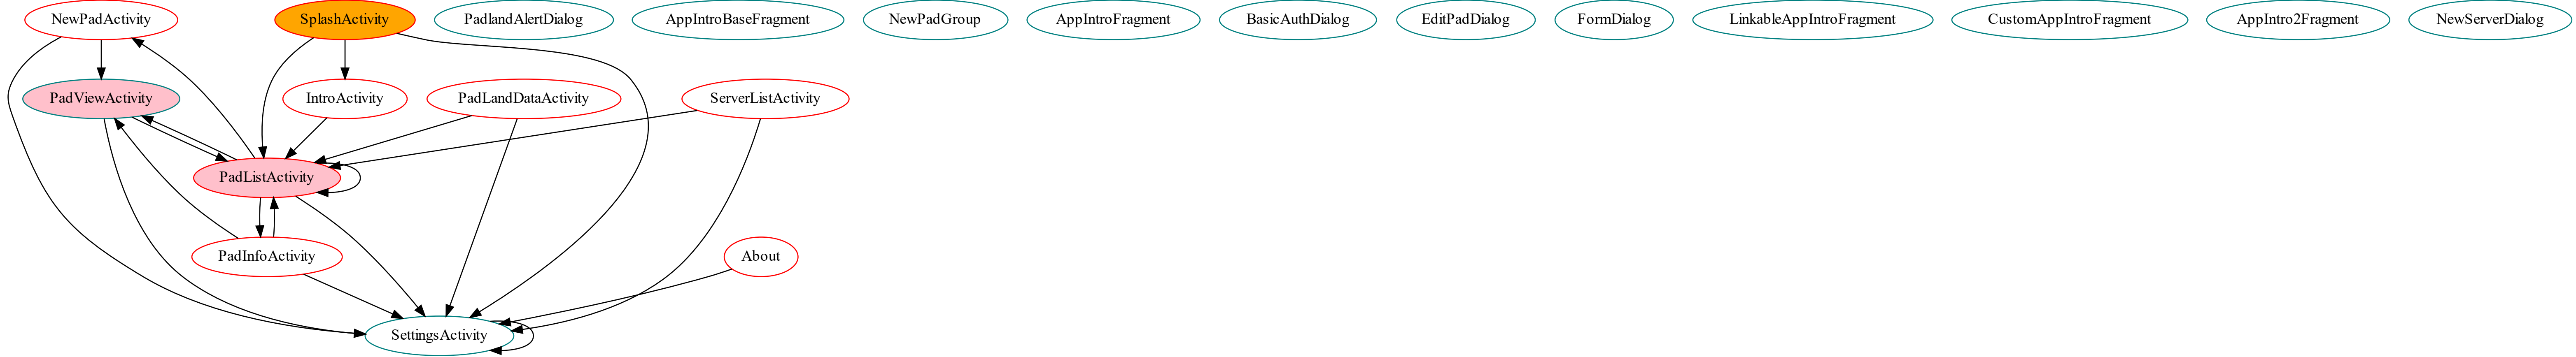 NewPadActivity
SplashActivity
PadlandAlertDialog
AppIntroBaseFragment
NewPadGroup
AppIntroFragment
BasicAuthDialog
EditPadDialog
FormDialog
LinkableAppIntroFragment
CustomAppIntroFragment
AppIntro2Fragment
NewServerDialog
PadViewActivity
IntroActivity
PadLandDataActivity
ServerListActivity
PadListActivity
PadInfoActivity
About
SettingsActivity